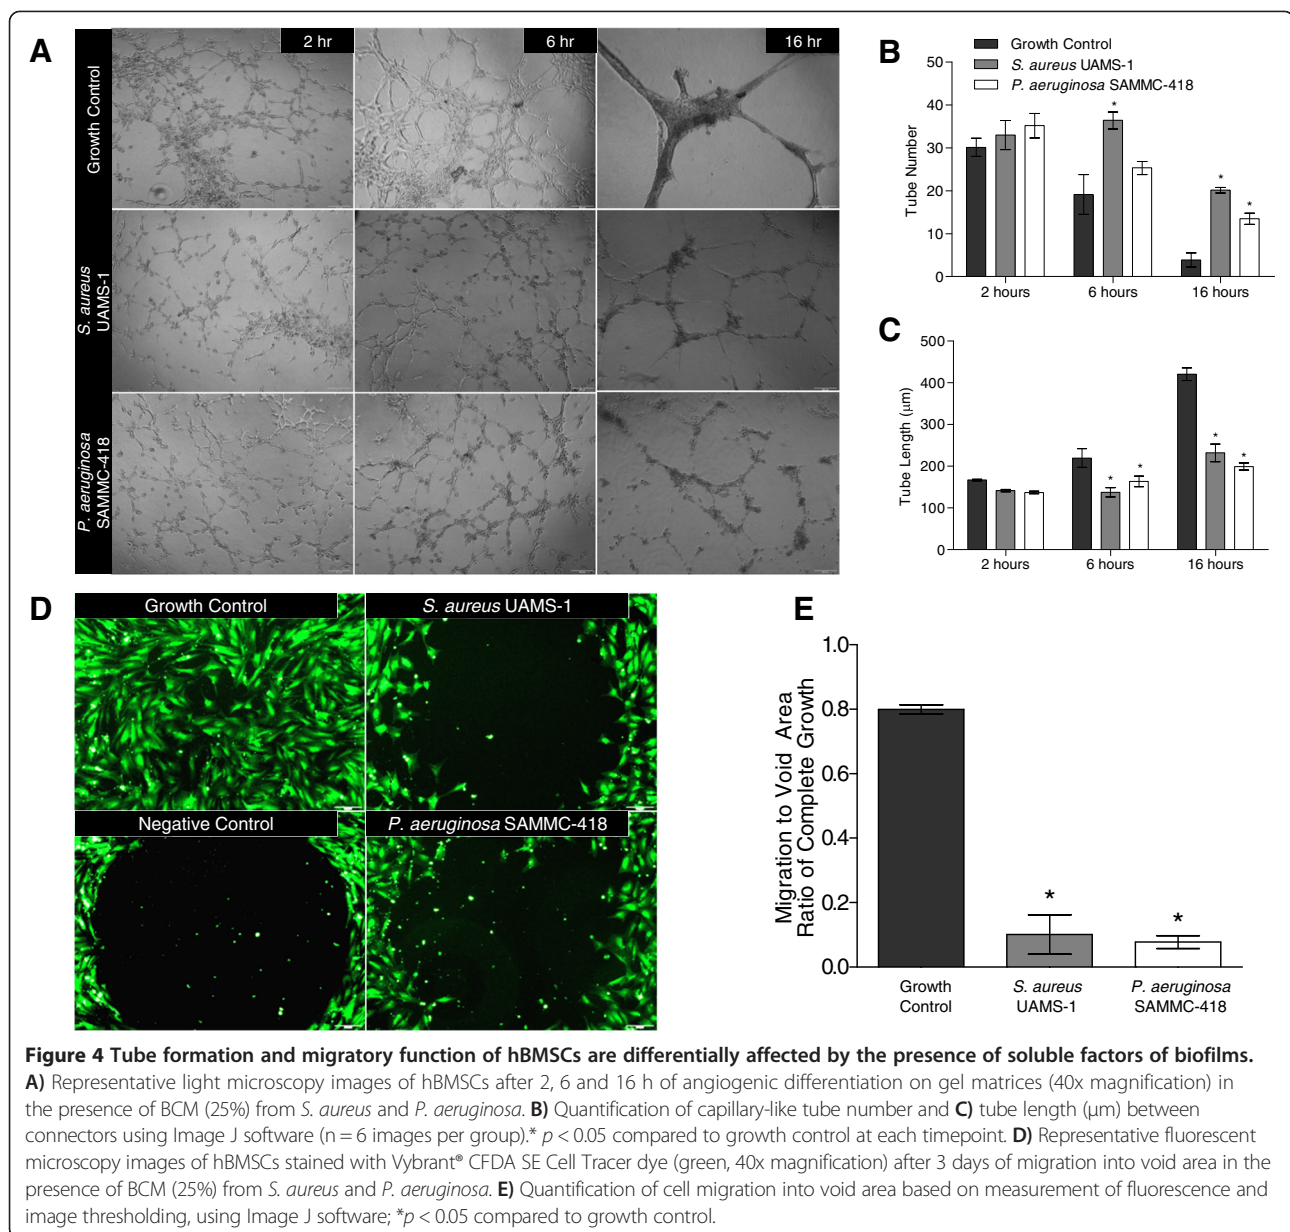 A
2 hr
6 hr
16 hr
Growth Control
S. aureus
UAMS-1
P. aeruginosa
SAMMC-418
B
Growth Control
S. aureus UAMS-1
P. aeruginosa SAMMC-418
Tube Number
50
40
30
20
10
0
*
*
*
2 hours
6 hours
16 hours
C
Tube Length (μm)
500
400
300
200
100
0
*
*
*
*
2 hours
6 hours
16 hours
D
Growth Control
S. aureus UAMS-1
Negative Control
P. aeruginosa SAMMC-418
E
Migration to Void Area
Ratio of Complete Growth
1.0
0.8
0.6
0.4
0.2
0.0
*
*
Growth
Control
S. aureus
UAMS-1
P. aeruginosa
SAMMC-418
Figure 4 Tube formation and migratory function of hBMSCs are differentially affected by the presence of soluble factors of biofilms.
A) Representative light microscopy images of hBMSCs after 2, 6 and 16 h of angiogenic differentiation on gel matrices (40x magnification) in
the presence of BCM (25%) from S. aureus and P. aeruginosa. B) Quantification of capillary-like tube number and C) tube length (μm) between
connectors using Image J software (n = 6 images per group).* p < 0.05 compared to growth control at each timepoint. D) Representative fluorescent
microscopy images of hBMSCs stained with Vybrant® CFDA SE Cell Tracer dye (green, 40x magnification) after 3 days of migration into void area in the
presence of BCM (25%) from S. aureus and P. aeruginosa. E) Quantification of cell migration into void area based on measurement of fluorescence and
image thresholding, using Image J software; *p < 0.05 compared to growth control.